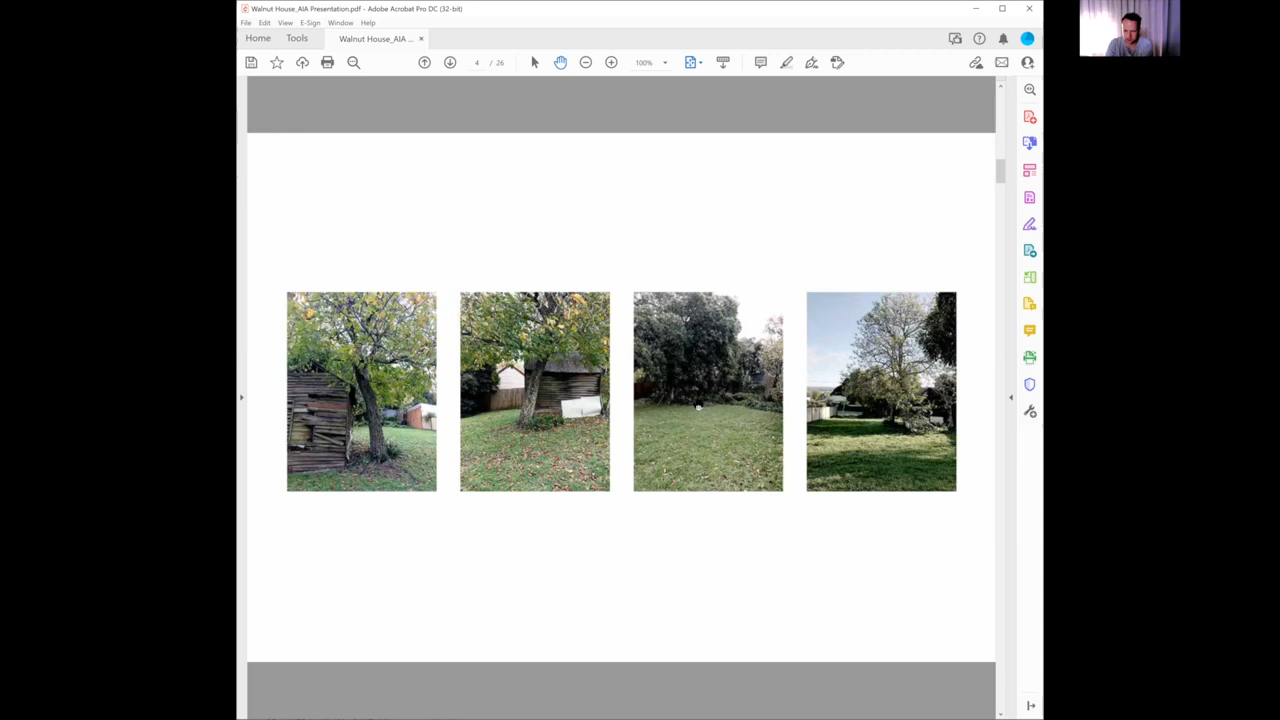 Walnut House_AIA Presentation.pdf - Adobe Acrobat Pro DC (32-bit)
File Edit View E-Sign Window Help
Home Tools Walnut House_AIA ... ×
4 / 26 100%